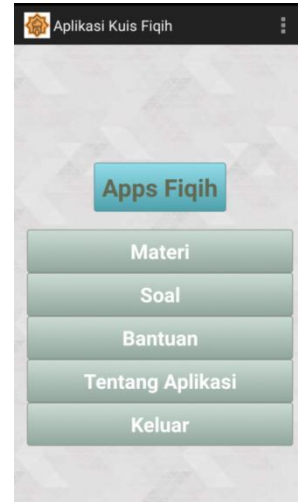 Aplikasi Kuis Fiqih
Apps Fiqih
Materi
Soal
Bantuan
Tentang Aplikasi
Keluar